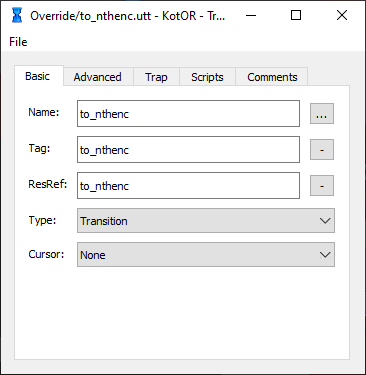 Override/to_nthenc.utt - KotOR - Tr...
File
Basic Advanced Trap Scripts Comments
Name: to_nthenc ...
Tag: to_nthenc -
ResRef: to_nthenc -
Type: Transition
Cursor: None